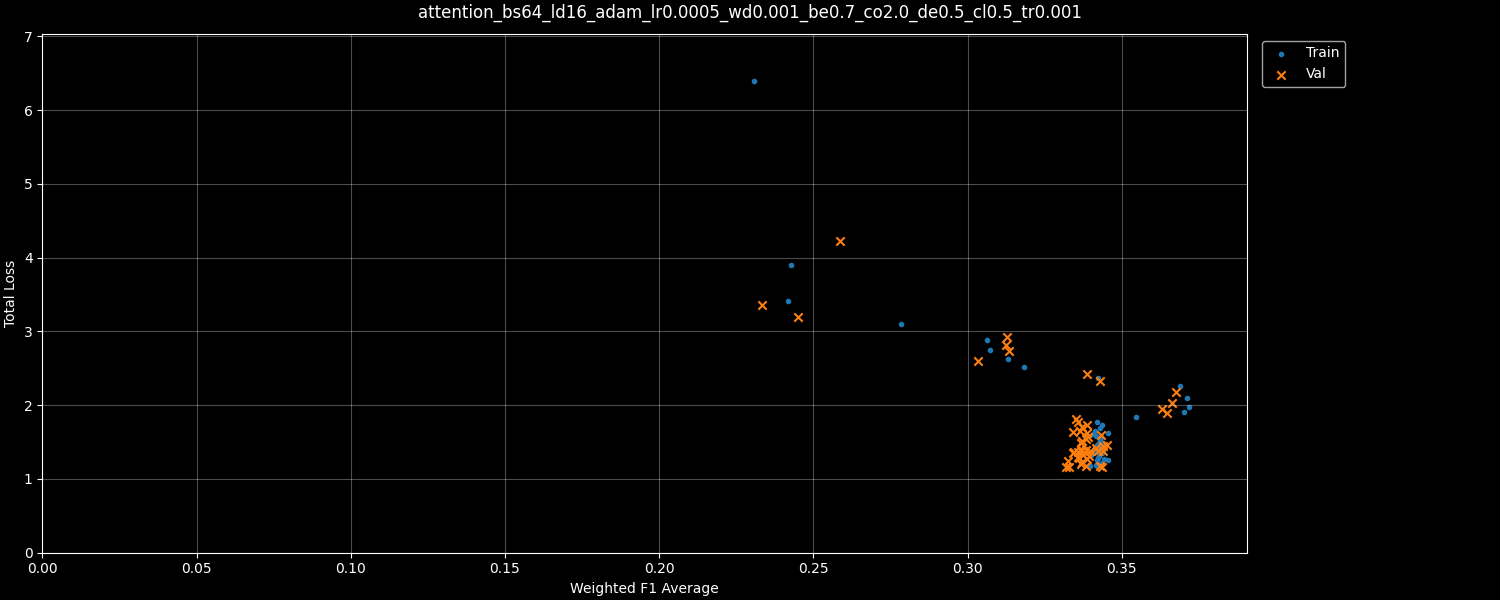 attention_bs64_ld16_adam_lr0.0005_wd0.001_be0.7_co2.0_de0.5_cl0.5_tr0.001
Train
Val
7
6
5
4
3
2
1
0
Total Loss
0.00 0.05 0.10 0.15 0.20 0.25 0.30 0.35
Weighted F1 Average